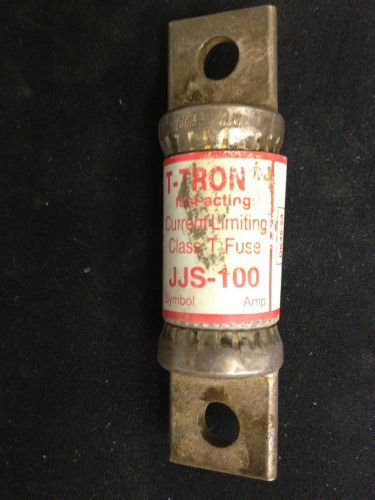 T-TRON
fast-acting
Current Limiting
Class T Fuse
JJS-100
Symbol Amp